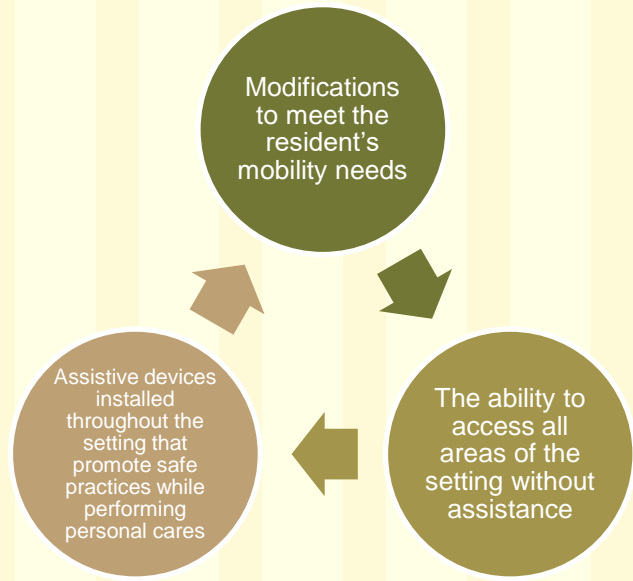 Modifications
to meet the
resident’s
mobility needs
The ability to
access all
areas of the
setting without
assistance
Assistive devices
installed
throughout the
setting that
promote safe
practices while
performing
personal cares